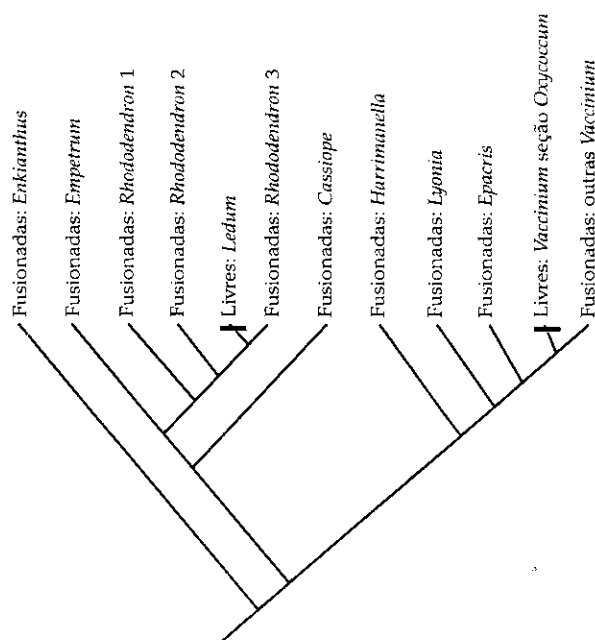 Fusionadas: Enkianthus
Fusionadas: Empetrum
Fusionadas: Rhododendron 1
Fusionadas: Rhododendron 2
Livres: Ledum
Fusionadas: Rhododendron 3
Fusionadas: Cassiope
Fusionadas: Harrimanella
Fusionadas: Lyonia
Fusionadas: Epacris
Livres: Vaccinium seção Oxycoccum
Fusionadas: outras Vaccinium